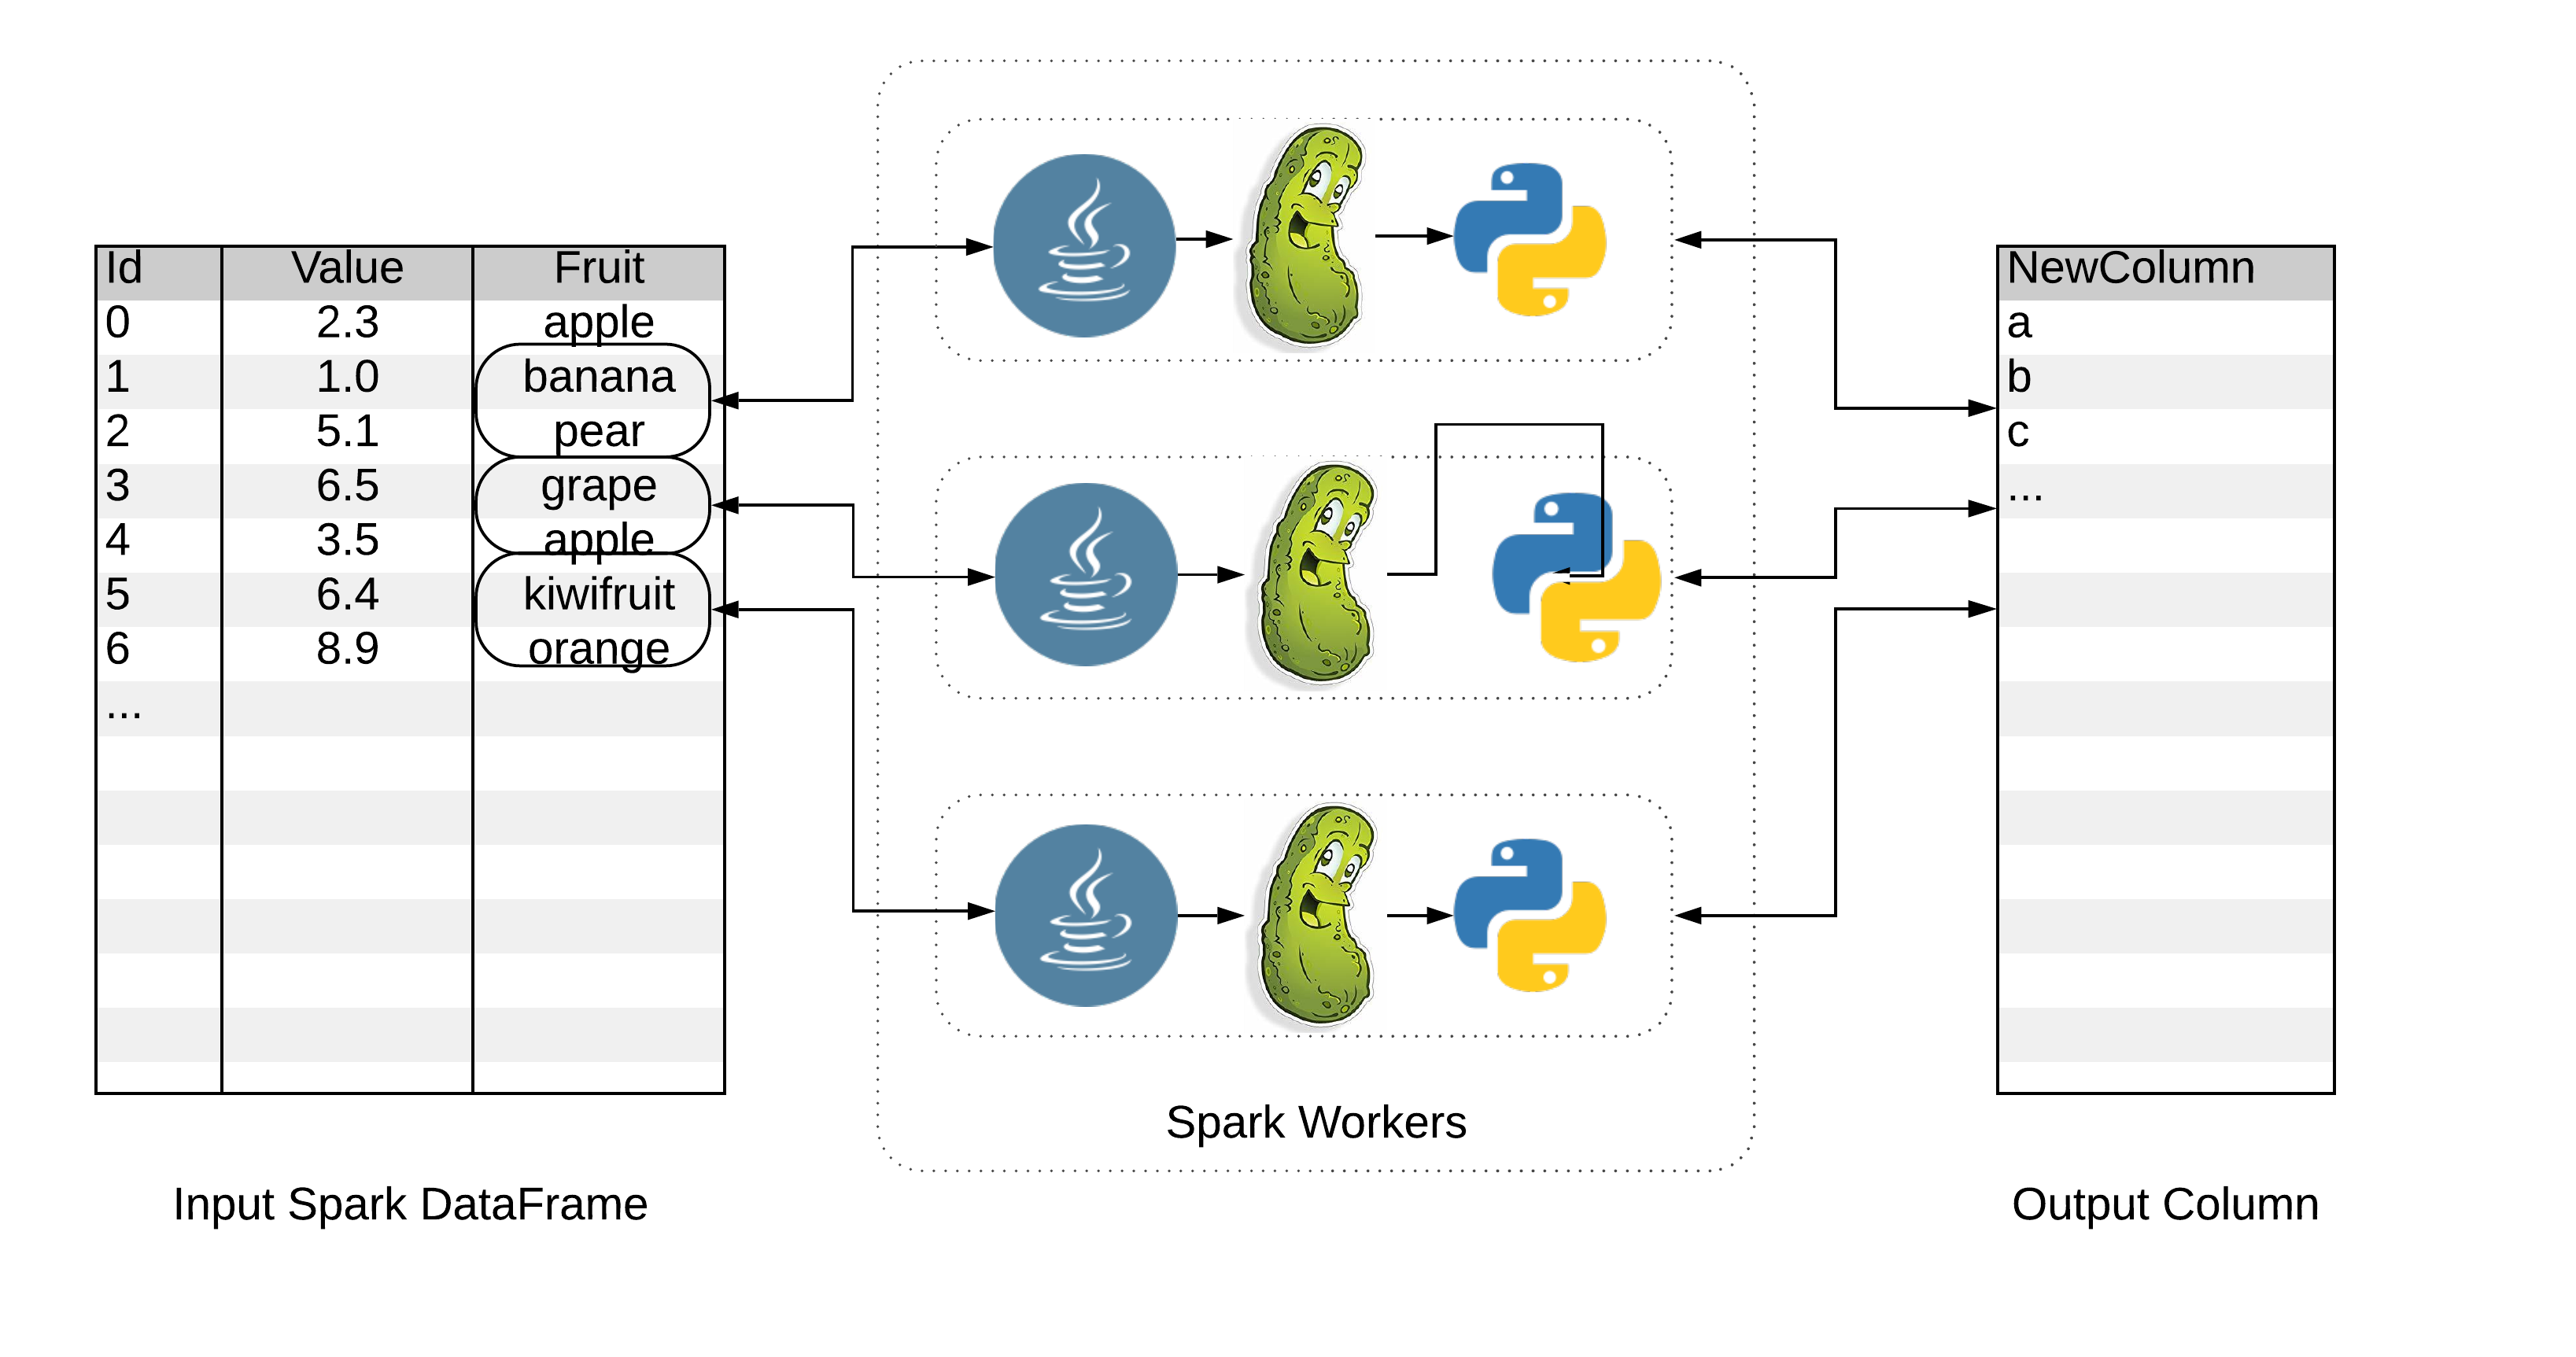 Id Value Fruit
0 2.3 apple
1 1.0 banana
2 5.1 pear
3 6.5 grape
4 3.5 apple
5 6.4 kiwifruit
6 8.9 orange
...
Spark Workers
Input Spark DataFrame
NewColumn
a
b
c
...
Output Column